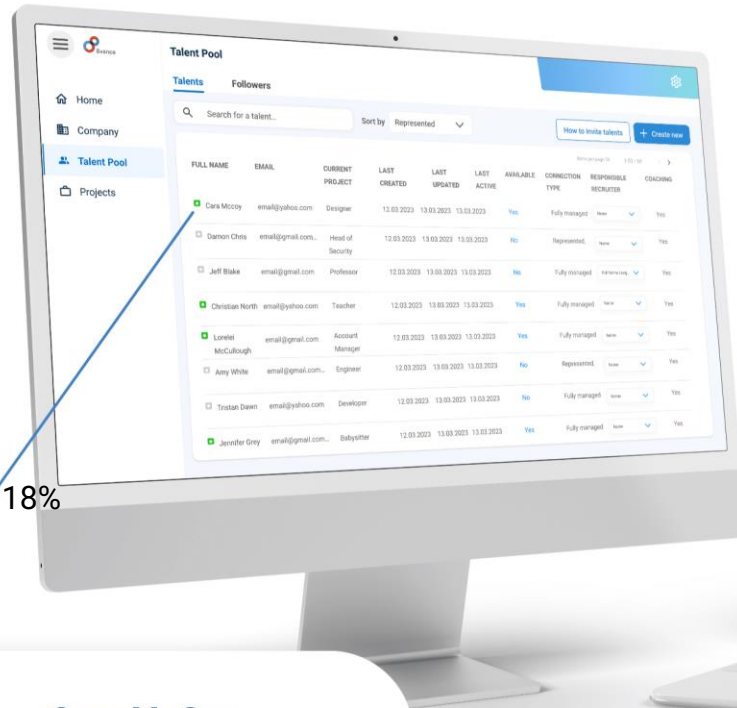 Evance
Talent Pool
Talents Followers
Home
Company
Talent Pool
Projects
Search for a talent..
Sort by Represented
How to invite talents + Create new
FULL NAME EMAIL CURRENT PROJECT LAST CREATED LAST UPDATED LAST ACTIVE AVAILABLE CONNECTION TYPE RESPONSIBLE RECRUITER COACHING
Cara Mccoy email@yahoo.com Designer 12.03.2023 13.03.2023 13.03.2023 Yes Fully managed Yes
Damon Chris email@gmail.com.. Head of Security 12.03.2023 13.03.2023 13.03.2023 No Represented, Yes
Jeff Blake email@gmail.com Professor 12.03.2023 13.03.2023 13.03.2023 No Fully managed Yes
Christian North email@yahoo.com Teacher 12.03.2023 13.03.2023 13.03.2023 Yes Fully managed Yes
Lorelei McCullough email@gmail.com Account Manager 12.03.2023 13.03.2023 13.03.2023 Yes Fully managed Yes
Amy White email@gmail.com.. Engineer 12.03.2023 13.03.2023 13.03.2023 No Represented, Yes
Tristan Dawn email@yahoo.com Developer 12.03.2023 13.03.2023 13.03.2023 No Fully managed Yes
Jennifer Grey email@gmail.com.. Babysitter 12.03.2023 13.03.2023 13.03.2023 Yes Fully managed Yes
18%